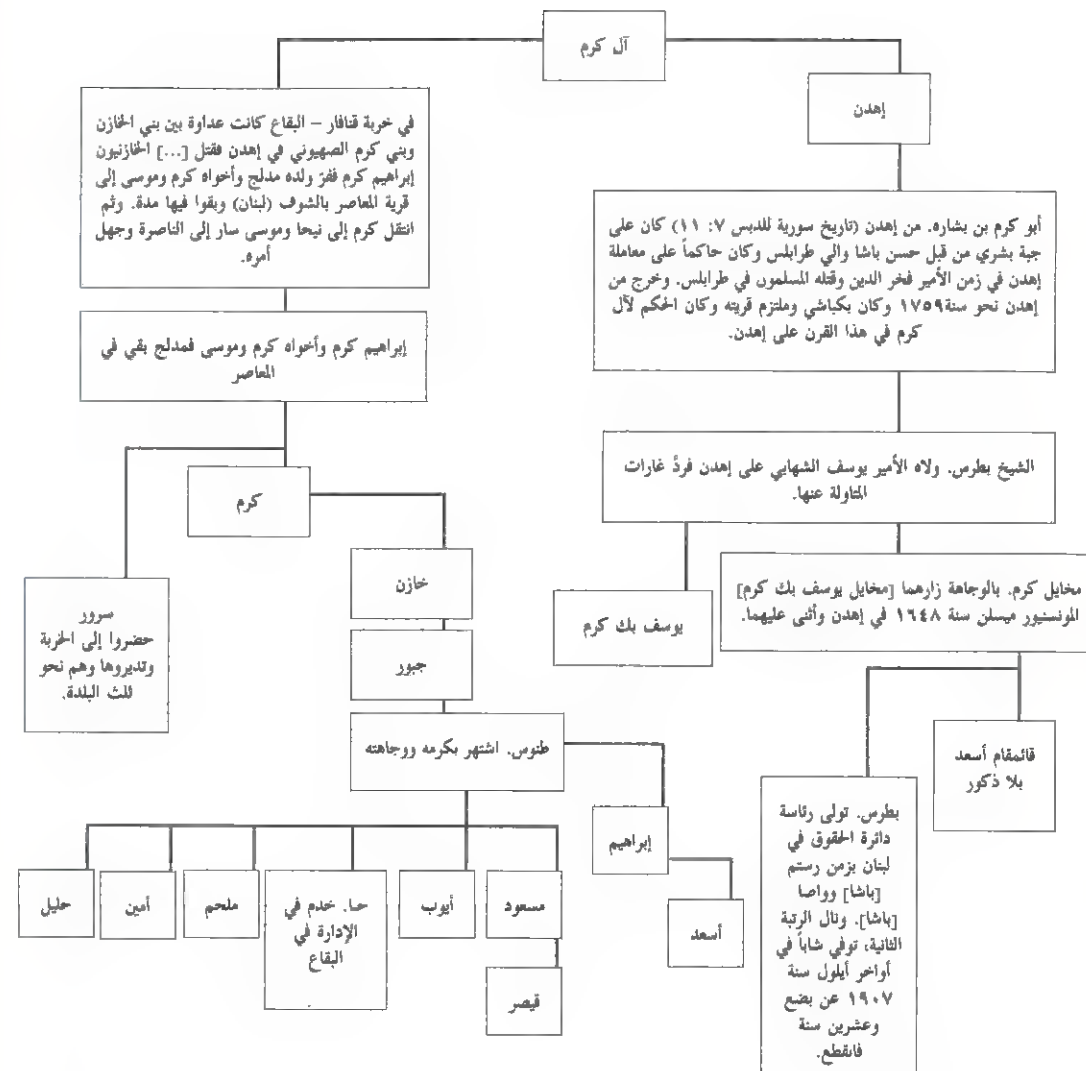 آل كرم
إهدن
أبو كرم بن بشاره. من إهدن (تاريخ سورية للدبس ٧: ١١) كان على
جبة بشري من قبل حسن باشا والي طرابلس وكان حاكماً على معاملة
إهدن في زمن الأمير فخر الدين وقتله المسلمون في طرابلس. وخرج من
إهدن نحو سنة ١٧٥٩ وكان بكباشي وملتزم قريته وكان الحكم لآل
كرم في هذا القرن على إهدن.
الشيخ بطرس. ولاه الأمير يوسف الشهابي على إهدن فردَّ غارات
المتاولة عنها.
مخايل كرم. بالوجاهة زارهما [مخايل يوسف بك كرم]
المونسنيور ميسلن سنة ١٦٤٨ في إهدن وأثنى عليهما.
يوسف بك كرم
قائمقام أسعد
بلا ذكور
بطرس. تولى رئاسة
دائرة الحقوق في
لبنان بزمن رستم
[باشا] وواصا
[باشا]. ونال الرتبة
الثانية، توفي شاباً في
أواخر أيلول سنة
١٩٠٧ عن بضع
وعشرين سنة
فانقطع.
في خربة قنافار – البقاع كانت عداوة بين بني الخازن
وبني كرم الصهيوني في إهدن فقتل [...] الخازنيون
إبراهيم كرم ففرّ ولده مدلج وأخواه كرم وموسى إلى
قرية المعاصر بالشوف (لبنان) وبقوا فيها مدة. وثم
انتقل كرم إلى نيحا وموسى سار إلى الناصرة وجهل
أمره.
إبراهيم كرم وأخواه كرم وموسى فمدلج بقي في
المعاصر
كرم
سرور
حضروا إلى الخربة
وتديروها وهم نحو
ثلث البلدة.
خازن
جبور
طنوس. اشتهر بكرمه ووجاهته
إبراهيم
أسعد
مسعود
قيصر
أيوب
حنا. خدم في
الإدارة في
البقاع
ملحم
أمين
خليل